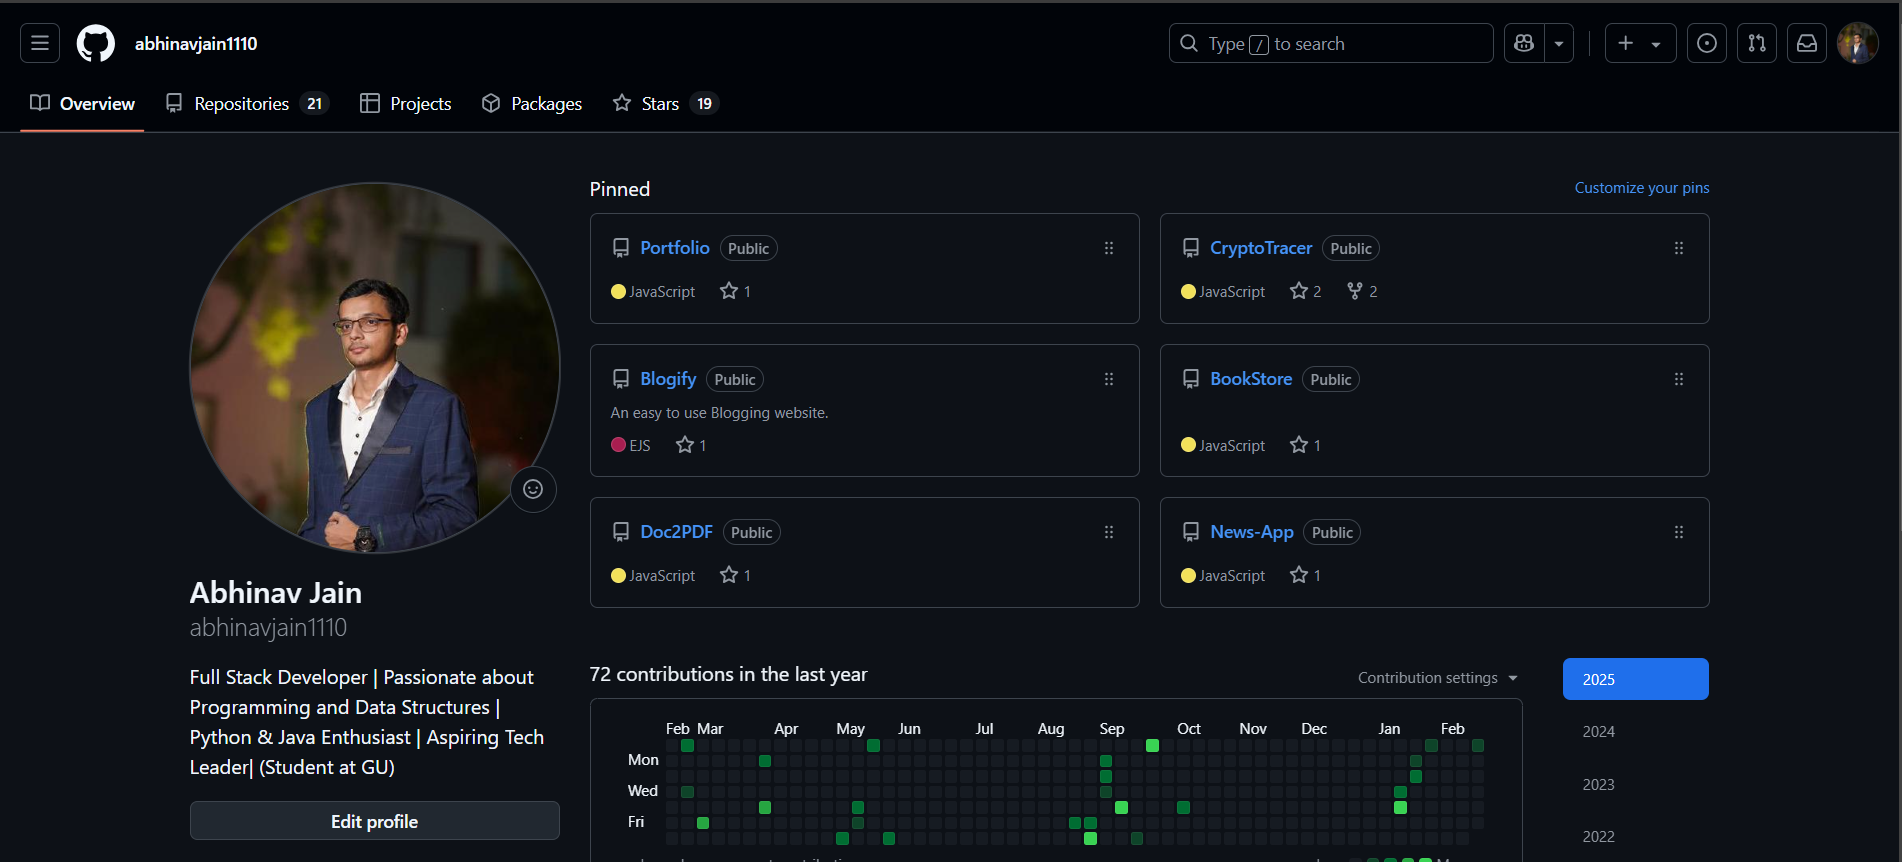 abhinavjain1110
Type / to search
Overview
Repositories 21
Projects
Packages
Stars 19
Abhinav Jain
abhinavjain1110
Full Stack Developer | Passionate about
Programming and Data Structures |
Python & Java Enthusiast | Aspiring Tech
Leader| (Student at GU)
Edit profile
Pinned
Customize your pins
Portfolio Public
JavaScript 1
CryptoTracer Public
JavaScript 2 2
Blogify Public
An easy to use Blogging website.
EJS 1
BookStore Public
JavaScript 1
Doc2PDF Public
JavaScript 1
News-App Public
JavaScript 1
72 contributions in the last year
Contribution settings
Feb Mar Apr May Jun Jul Aug Sep Oct Nov Dec Jan Feb
Mon
Wed
Fri
2025
2024
2023
2022